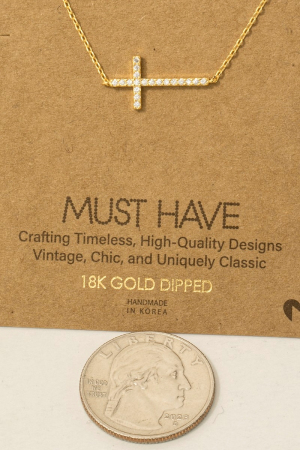 MUST HAVE
Crafting Timeless, High-Quality Designs
Vintage, Chic, and Uniquely Classic
18K GOLD DIPPED
HANDMADE
IN KOREA
LIBERTY